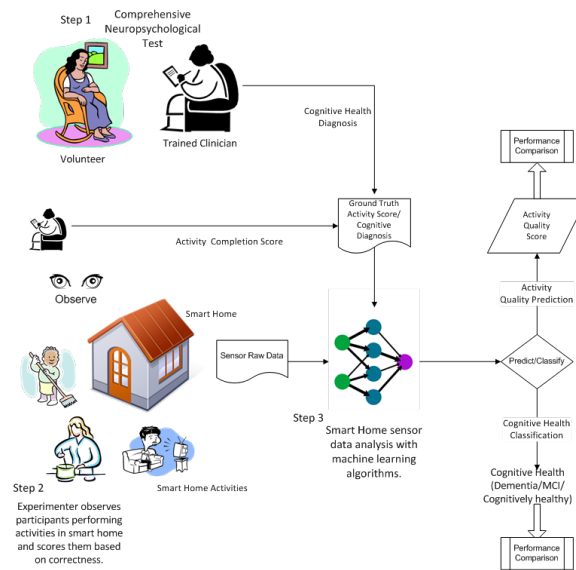 Step 1
Comprehensive
Neuropsychological
Test
Volunteer
Trained Clinician
Cognitive Health
Diagnosis
Performance
Comparison
Ground Truth
Activity Score/
Cognitive
Diagnosis
Activity
Quality
Score
Activity Completion Score
Observe
Activity
Quality Prediction
Smart Home
Sensor Raw Data
Predict/Classify
Step 3
Smart Home sensor
data analysis with
machine learning
algorithms.
Cognitive Health
Classification
Cognitive Health
(Dementia/MCI/
Cognitively healthy)
Step 2
Smart Home Activities
Experimenter observes
participants performing
activities in smart home
and scores them based
on correctness.
Performance
Comparison